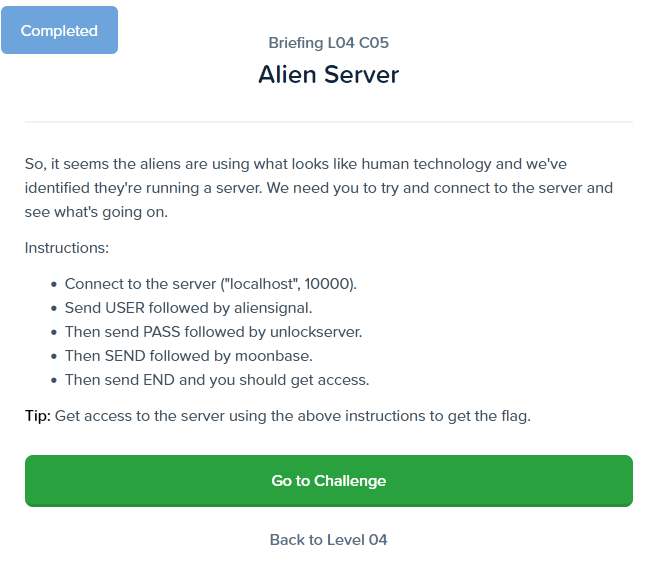 Completed
Briefing L04 C05
Alien Server
So, it seems the aliens are using what looks like human technology and we've
identified they're running a server. We need you to try and connect to the server and
see what's going on.
Instructions:
• Connect to the server ("localhost", 10000).
• Send USER followed by aliensignal.
• Then send PASS followed by unlockserver.
• Then SEND followed by moonbase.
• Then send END and you should get access.
Tip: Get access to the server using the above instructions to get the flag.
Go to Challenge
Back to Level 04